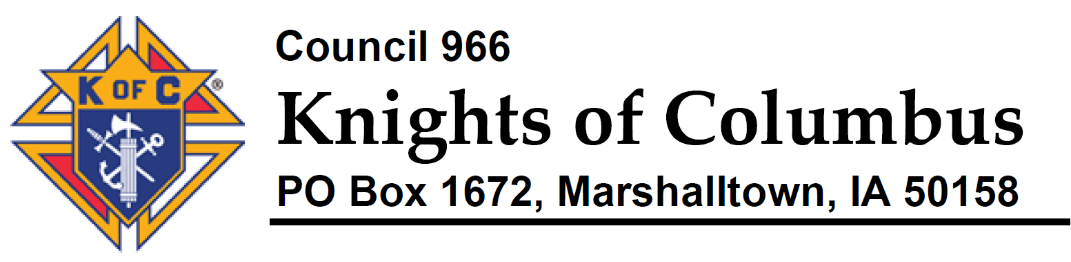 K OF C ®
Council 966
Knights of Columbus
PO Box 1672, Marshalltown, IA 50158